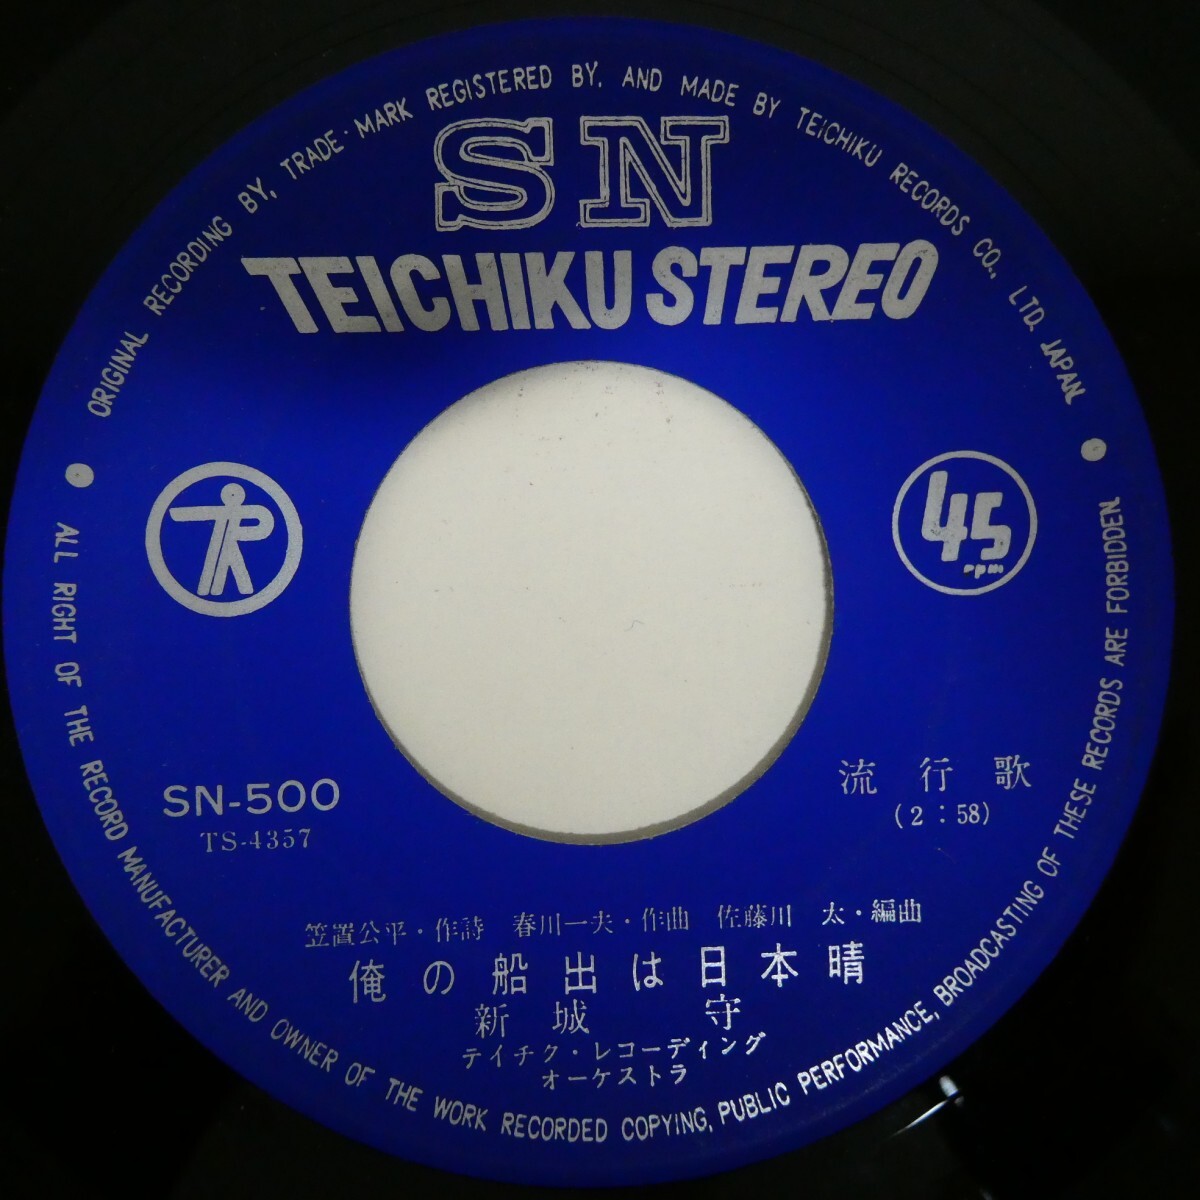 ORIGINAL RECORDING BY, TRADE·MARK REGISTERED BY, AND MADE BY TEICHIKU RECORDS CO., LTD. JAPAN.
SN
TEICHIKU STEREO
TR
45
rpm
SN-500
TS-4357
流行歌
(2:58)
笠置公平・作詩 春川一夫・作曲 佐藤川 太・編曲
俺の船出は日本晴
新城 守
テイチク・レコーディング
オーケストラ
ALL RIGHT OF THE RECORD MANUFACTURER AND OWNER OF THE WORK RECORDED COPYING, PUBLIC PERFORMANCE, BROADCASTING OF THESE RECORDS ARE FORBIDDEN